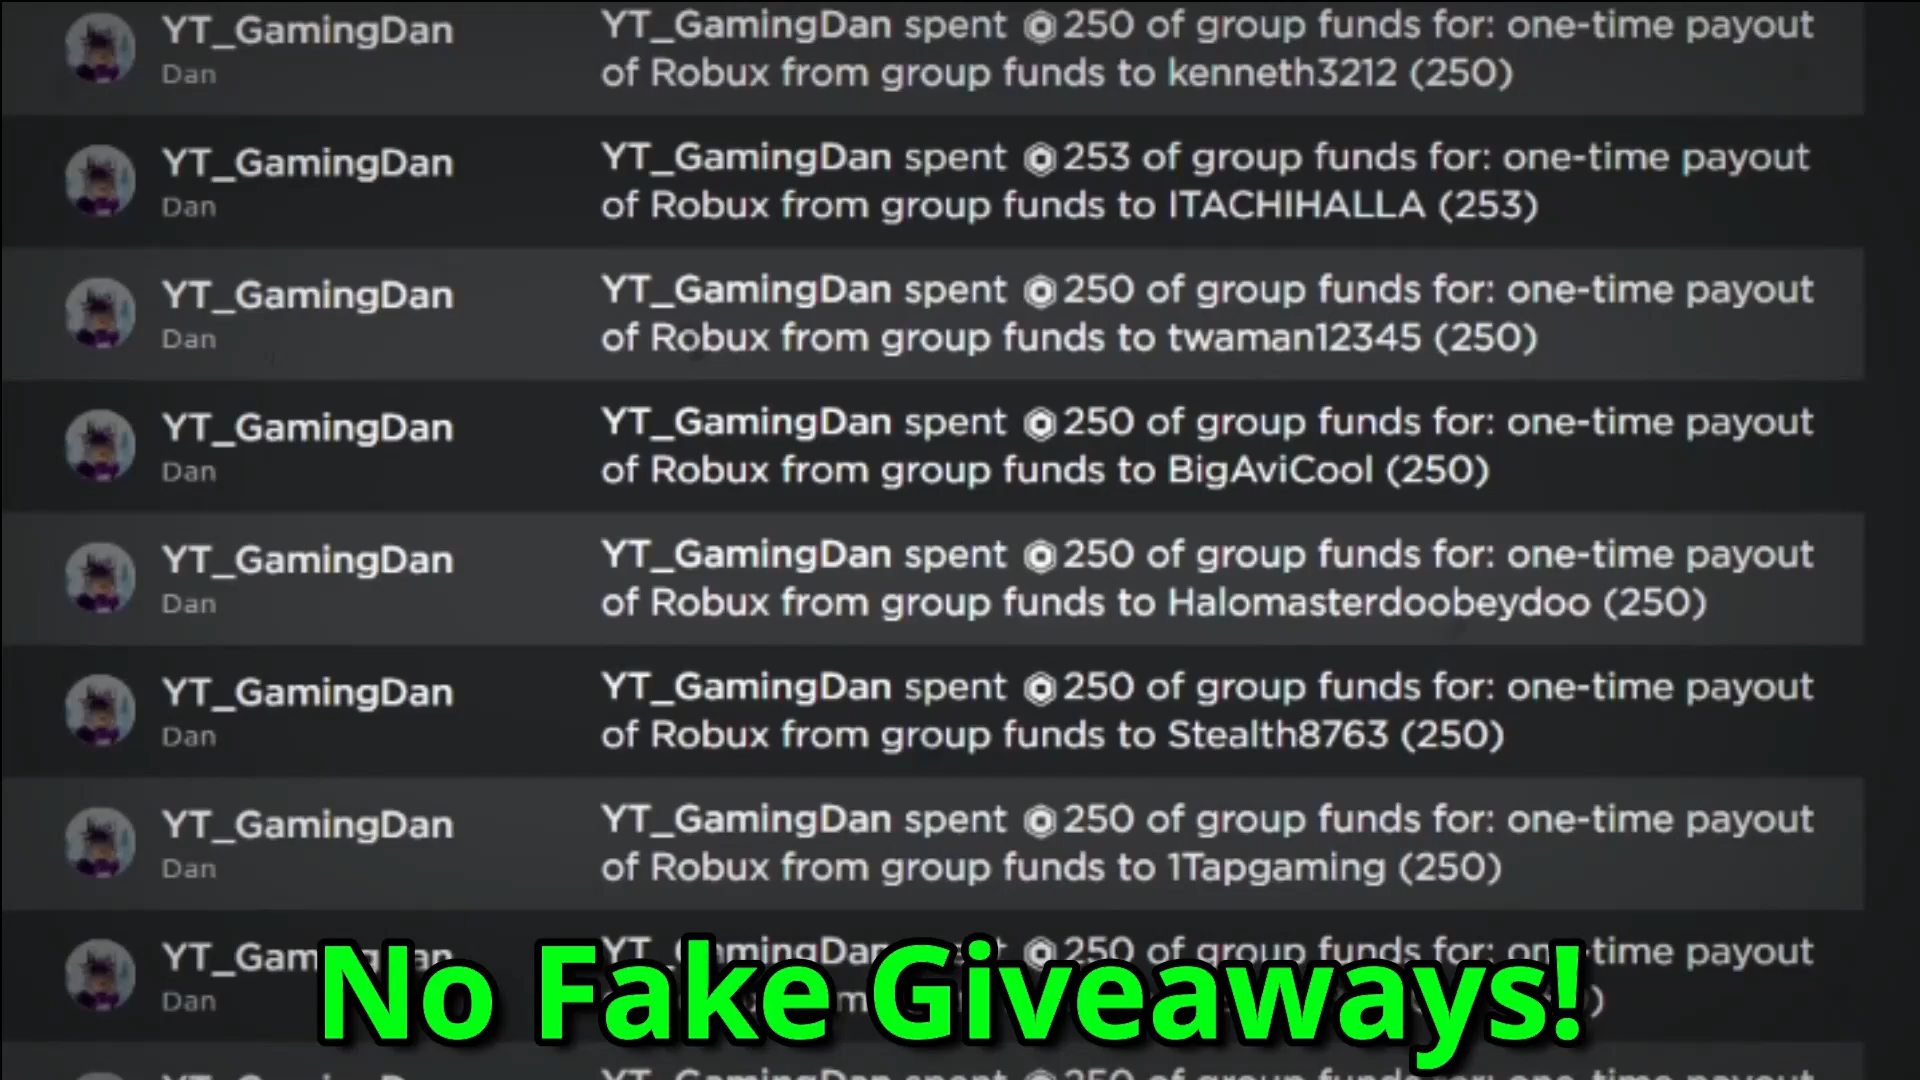 YT_GamingDan
Dan
YT_GamingDan spent 250 of group funds for: one-time payout
of Robux from group funds to kenneth3212 (250)
YT_GamingDan
Dan
YT_GamingDan spent 253 of group funds for: one-time payout
of Robux from group funds to ITACHIHALLA (253)
YT_GamingDan
Dan
YT_GamingDan spent 250 of group funds for: one-time payout
of Robux from group funds to twaman12345 (250)
YT_GamingDan
Dan
YT_GamingDan spent 250 of group funds for: one-time payout
of Robux from group funds to BigAviCool (250)
YT_GamingDan
Dan
YT_GamingDan spent 250 of group funds for: one-time payout
of Robux from group funds to Halomasterdoobeydoo (250)
YT_GamingDan
Dan
YT_GamingDan spent 250 of group funds for: one-time payout
of Robux from group funds to Stealth8763 (250)
YT_GamingDan
Dan
YT_GamingDan spent 250 of group funds for: one-time payout
of Robux from group funds to 1Tapgaming (250)
YT_GamingDan
Dan
250 of group funds for: one-time payout
No Fake Giveaways!